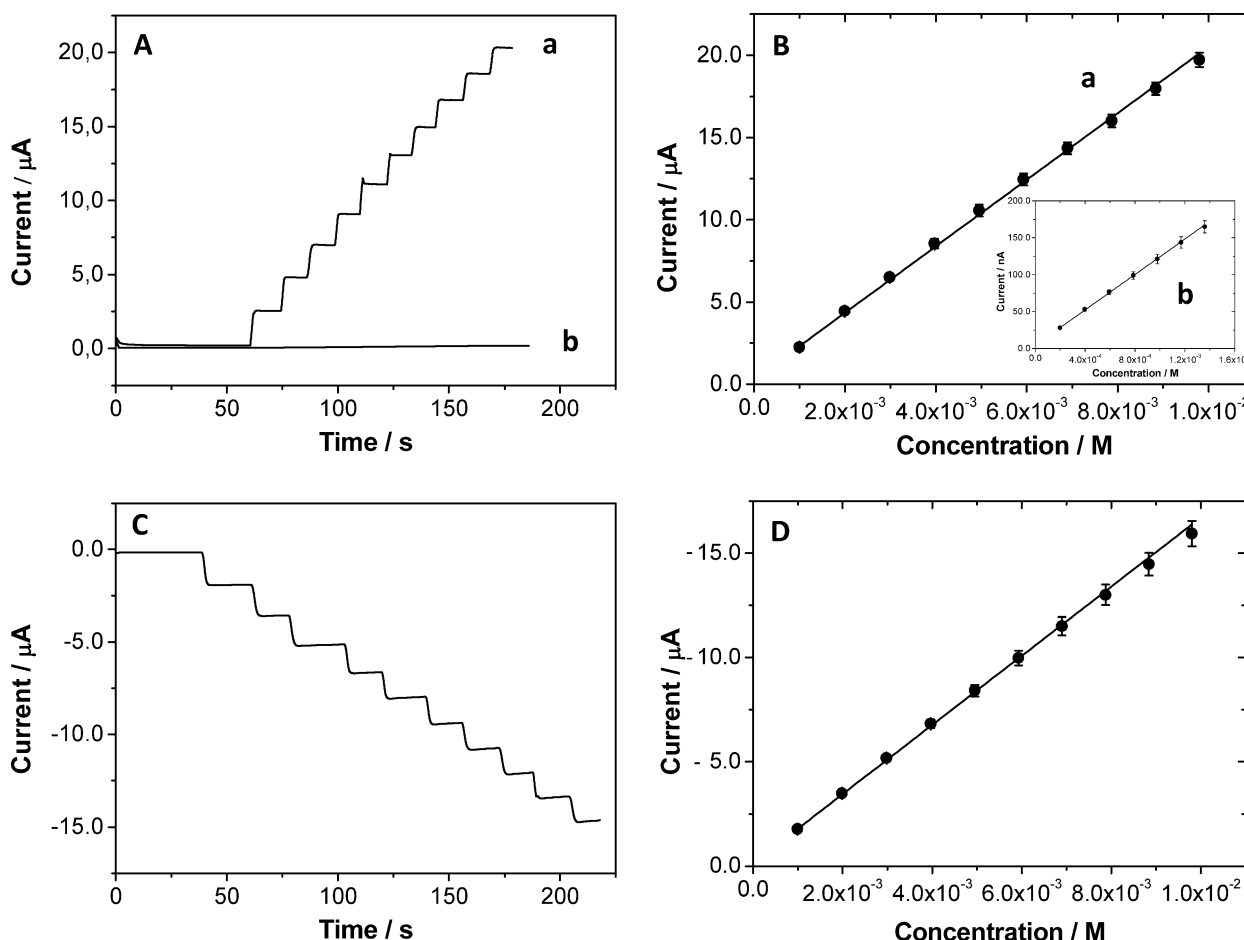 A
a
b
20,0
15,0
10,0
5,0
0,0
Current / μA
0
50
100
150
200
Time / s
B
a
20.0
15.0
10.0
5.0
0.0
Current / μA
0.0
2.0x10⁻³
4.0x10⁻³
6.0x10⁻³
8.0x10⁻³
1.0x10⁻²
Concentration / M
200.0
150.0
100.0
50.0
0.0
Current / nA
b
0.0
4.0x10⁻⁴
8.0x10⁻⁴
1.2x10⁻³
Concentration / M
C
0.0
-5.0
-10.0
-15.0
Current / μA
0
50
100
150
200
Time / s
D
- 15.0
- 10.0
- 5.0
0.0
Current / μA
0.0
2.0x10⁻³
4.0x10⁻³
6.0x10⁻³
8.0x10⁻³
1.0x10⁻²
Concentration / M